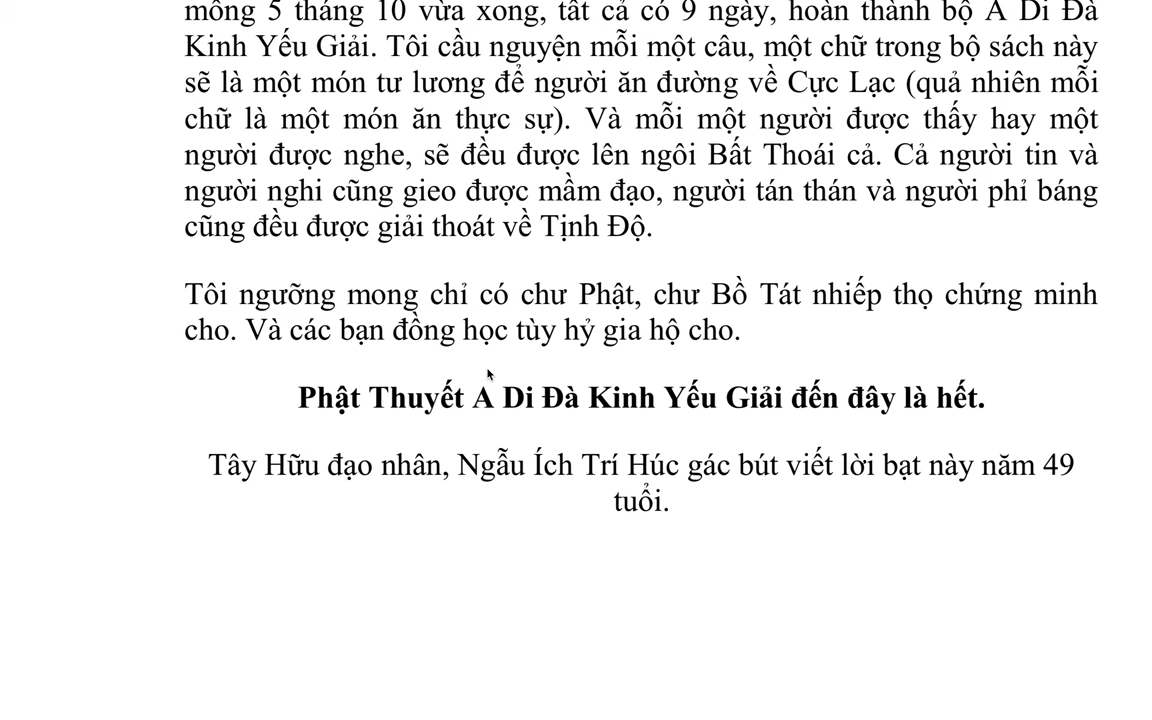 mồng 5 tháng 10 vừa xong, tất cả có 9 ngày, hoàn thành bộ A Di Đà
Kinh Yếu Giải. Tôi cầu nguyện mỗi một câu, một chữ trong bộ sách này
sẽ là một món tư lương để người ăn đường về Cực Lạc (quả nhiên mỗi
chữ là một món ăn thực sự). Và mỗi một người được thấy hay một
người được nghe, sẽ đều được lên ngôi Bất Thoái cả. Cả người tin và
người nghi cũng gieo được mầm đạo, người tán thán và người phỉ báng
cũng đều được giải thoát về Tịnh Độ.
Tôi ngưỡng mong chỉ có chư Phật, chư Bồ Tát nhiếp thọ chứng minh
cho. Và các bạn đồng học tùy hỷ gia hộ cho.
Phật Thuyết A Di Đà Kinh Yếu Giải đến đây là hết.
Tây Hữu đạo nhân, Ngẫu Ích Trí Húc gác bút viết lời bạt này năm 49
tuổi.